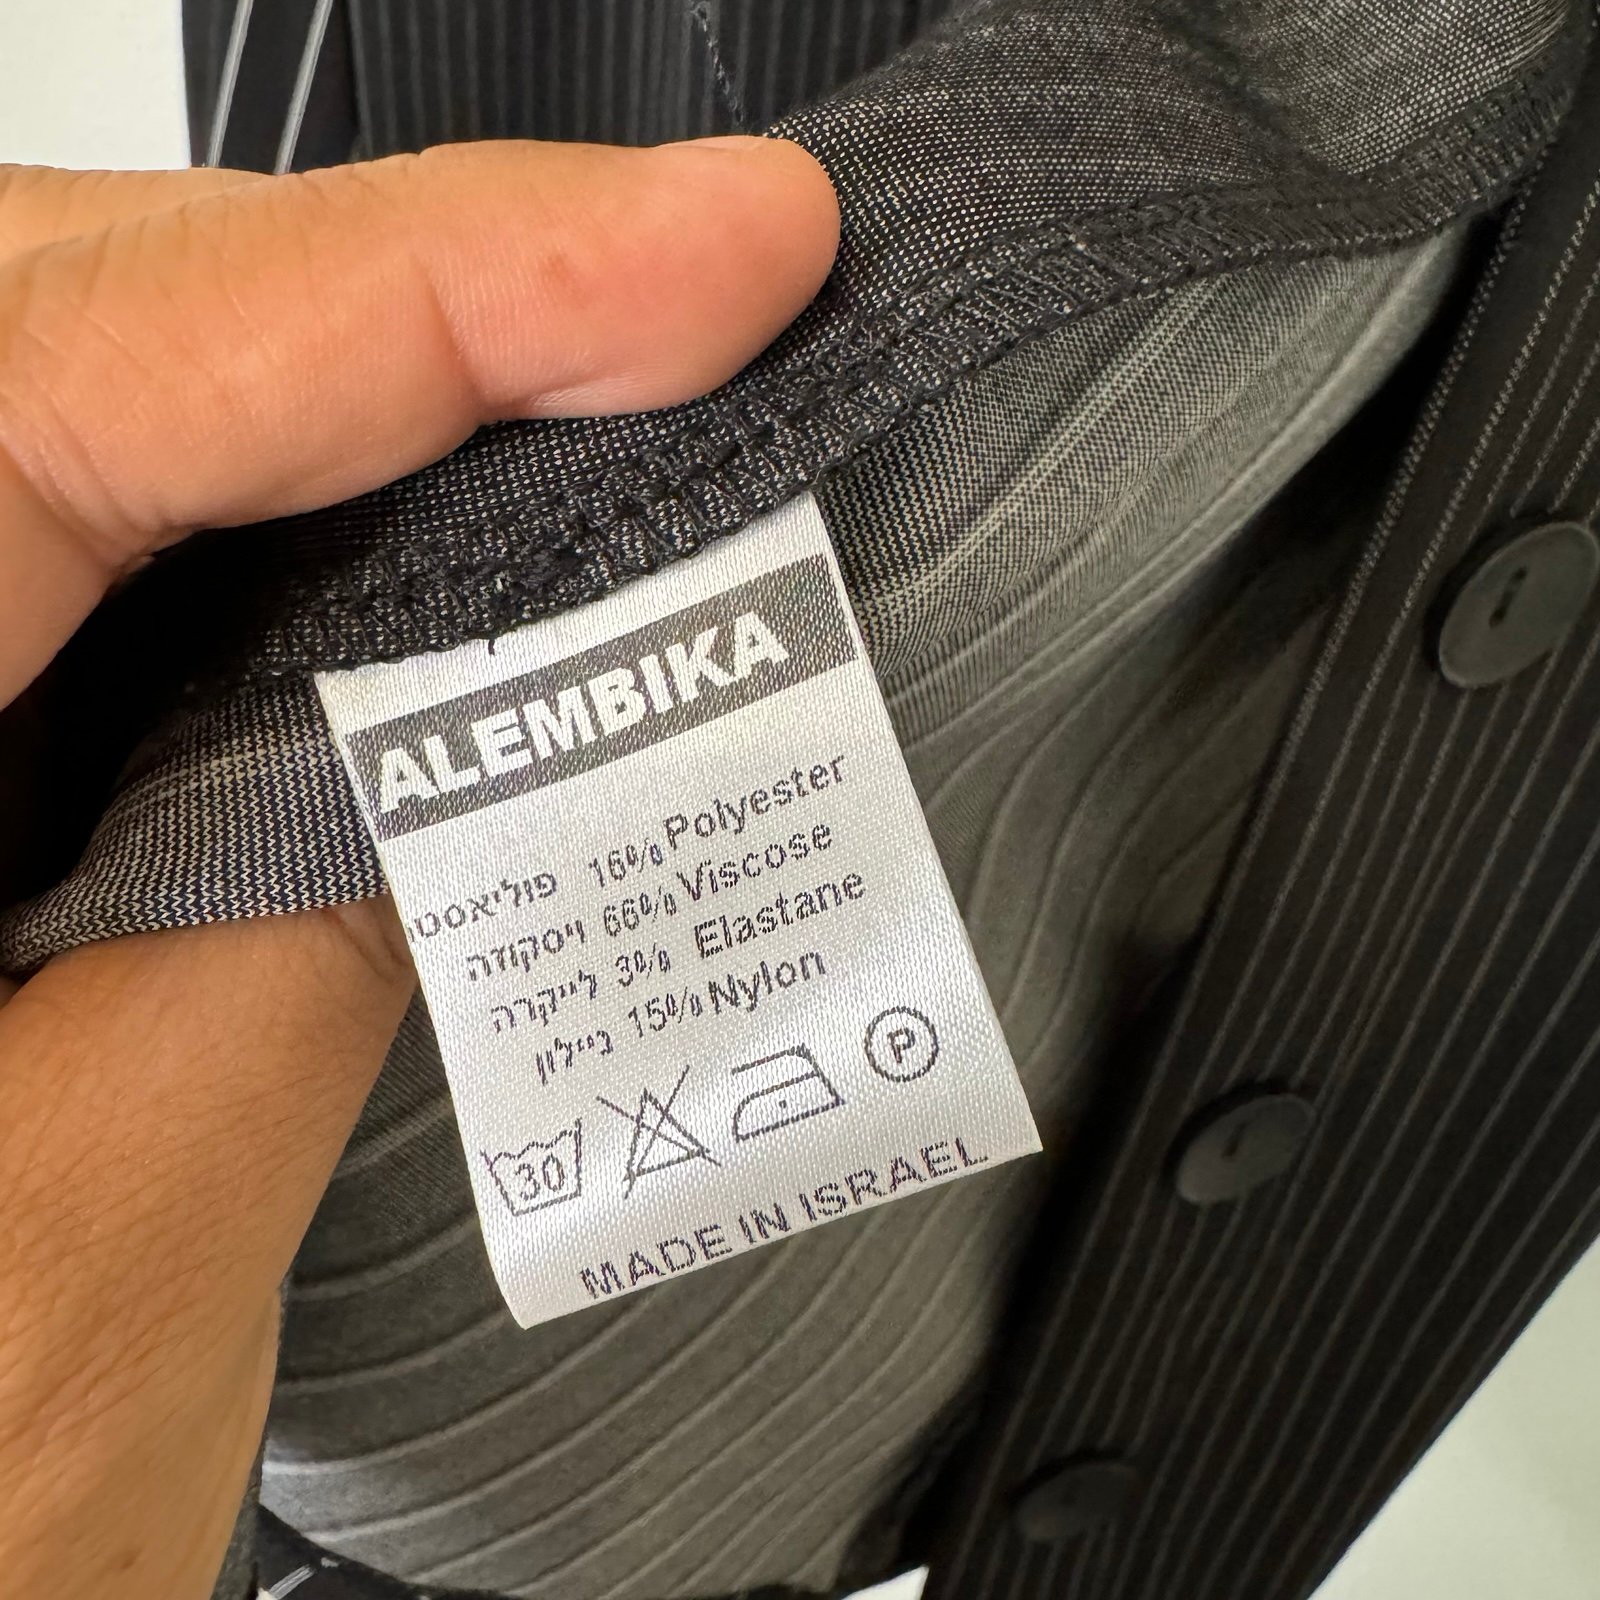 ALEMBIKA
פוליאסטר 16% Polyester
ויסקוזה 66% Viscose
לייקרה 3% Elastane
ניילון 15% Nylon
30 P
MADE IN ISRAEL